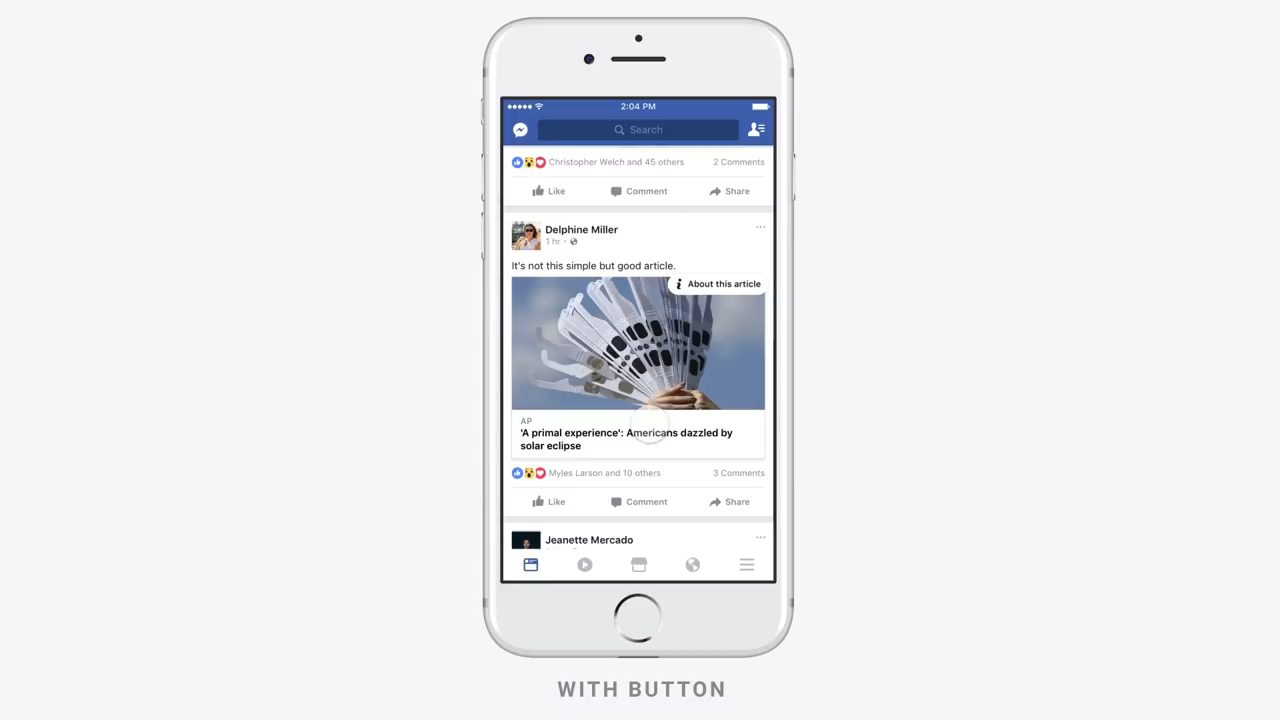 2:04 PM
Search
Christopher Welch and 45 others 2 Comments
Like Comment Share
Delphine Miller
1 hr ·
It's not this simple but good article.
i About this article
AP
'A primal experience': Americans dazzled by
solar eclipse
Myles Larson and 10 others 3 Comments
Like Comment Share
Jeanette Mercado
WITH BUTTON